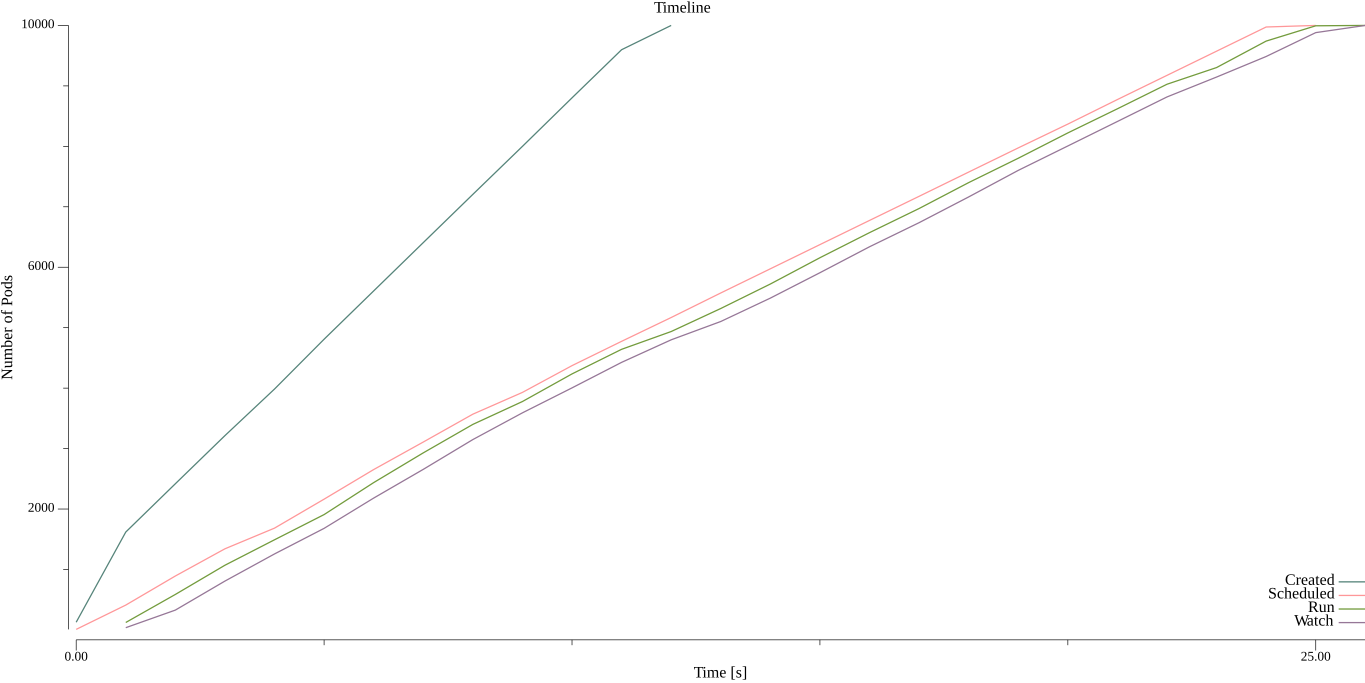 Timeline
10000
6000
2000
Number of Pods
Created
Scheduled
Run
Watch
0.00
25.00
Time [s]